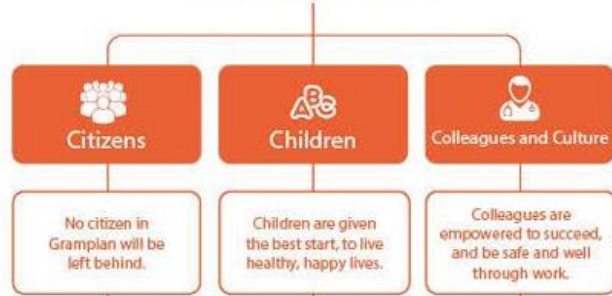 Citizens
No citizen in
Grampian will be
left behind.
ABC
Children
Children are given
the best start, to live
healthy, happy lives.
Colleagues and Culture
Colleagues are
empowered to succeed,
and be safe and well
through work.